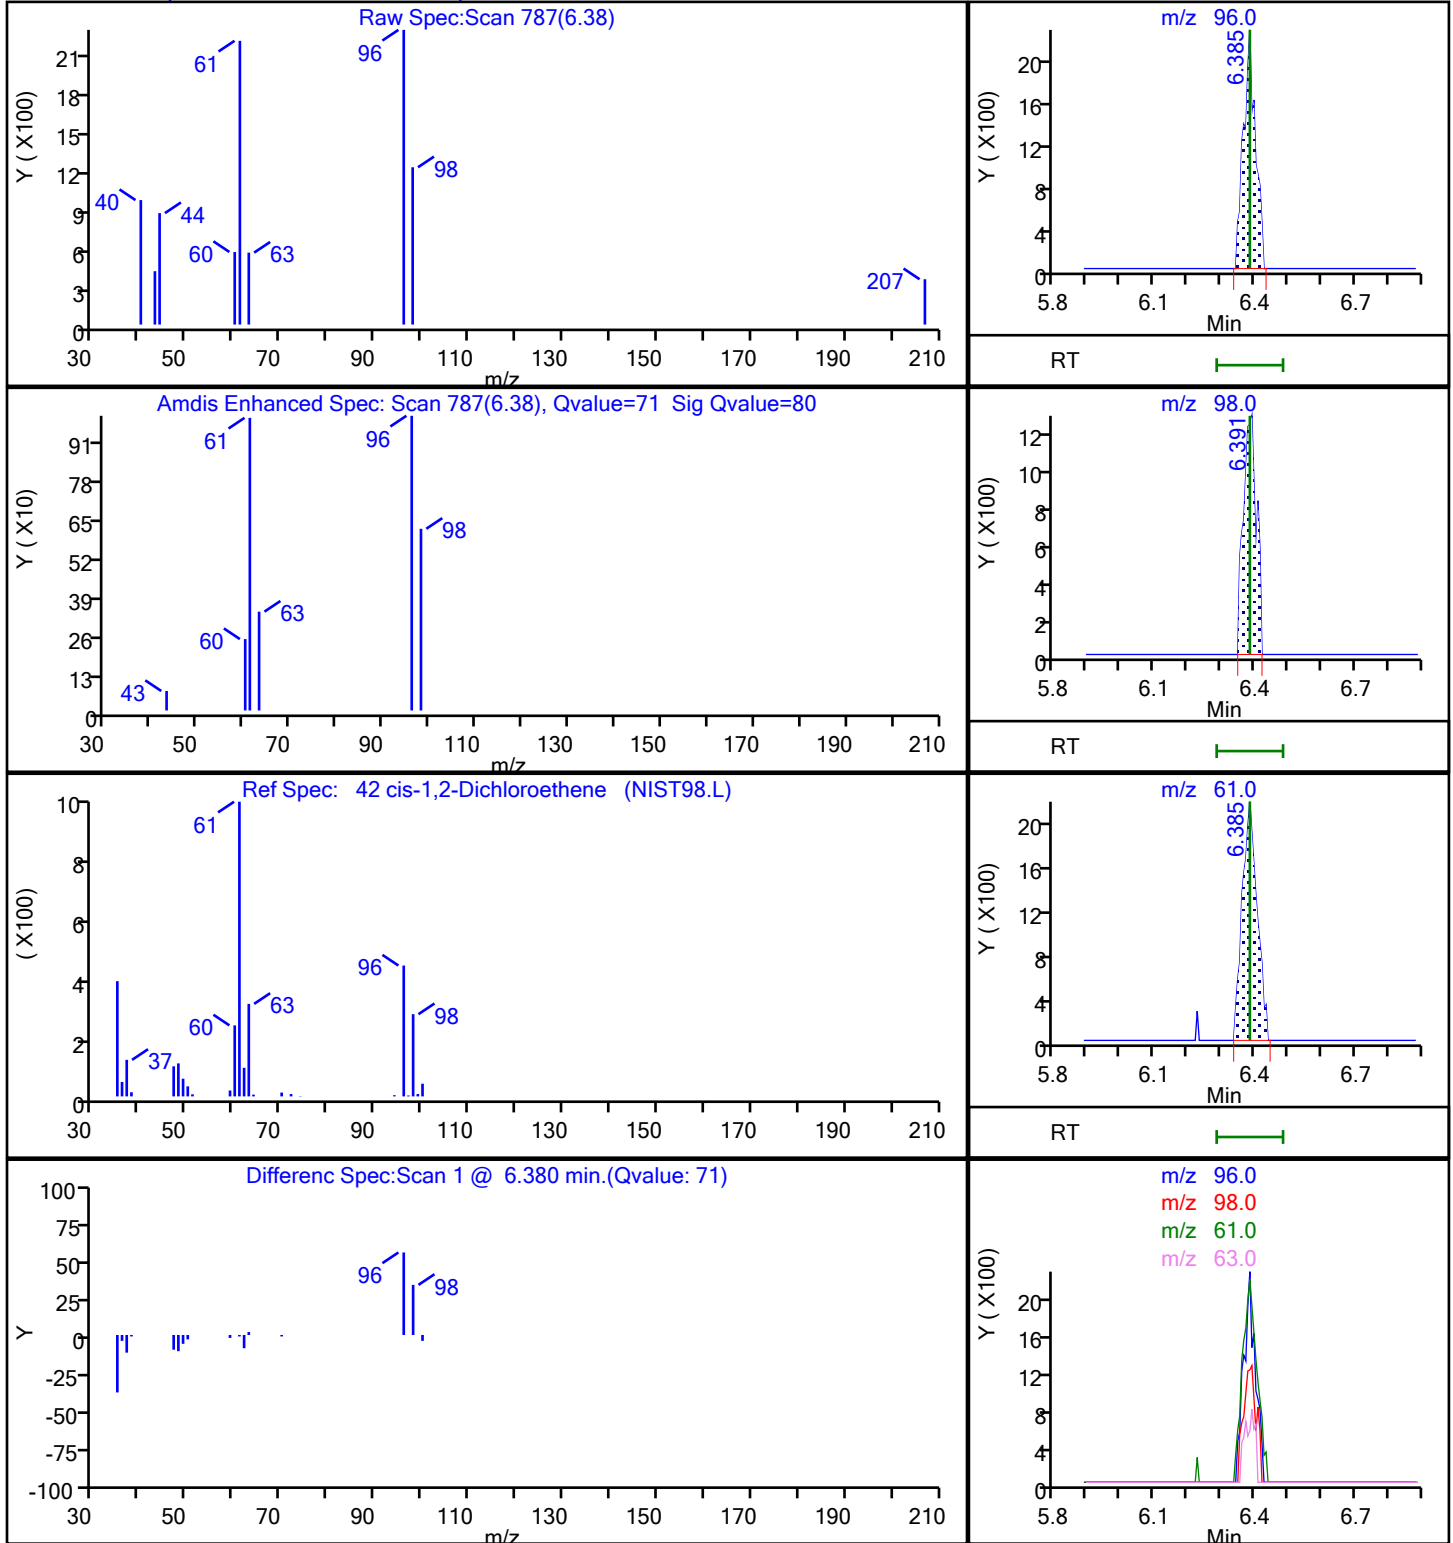 Raw Spec:Scan 787(6.38)
Y ( X100)
21
18
15
12
9
6
3
0
61
96
98
40
44
60
63
207
30 50 70 90 110 130 150 170 190 210
m/z
m/z 96.0
Y ( X100)
20
16
12
8
4
0
6.385
5.8 6.1 6.4 6.7
Min
RT
Amdis Enhanced Spec: Scan 787(6.38), Qvalue=71 Sig Qvalue=80
Y ( X10)
91
78
65
52
39
26
13
0
61
96
98
63
60
43
30 50 70 90 110 130 150 170 190 210
m/z
m/z 98.0
Y ( X100)
12
10
8
6
4
2
0
6.391
5.8 6.1 6.4 6.7
Min
RT
Ref Spec: 42 cis-1,2-Dichloroethene (NIST98.L)
( X100)
10
8
6
4
2
0
61
96
63
98
60
37
30 50 70 90 110 130 150 170 190 210
m/z 61.0
Y ( X100)
20
16
12
8
4
0
6.385
5.8 6.1 6.4 6.7
Min
RT
Differenc Spec:Scan 1 @ 6.380 min.(Qvalue: 71)
Y
100
75
50
25
0
-25
-50
-75
-100
96
98
30 50 70 90 110 130 150 170 190 210
m/z
m/z 96.0
m/z 98.0
m/z 61.0
m/z 63.0
Y ( X100)
20
16
12
8
4
0
5.8 6.1 6.4 6.7
Min